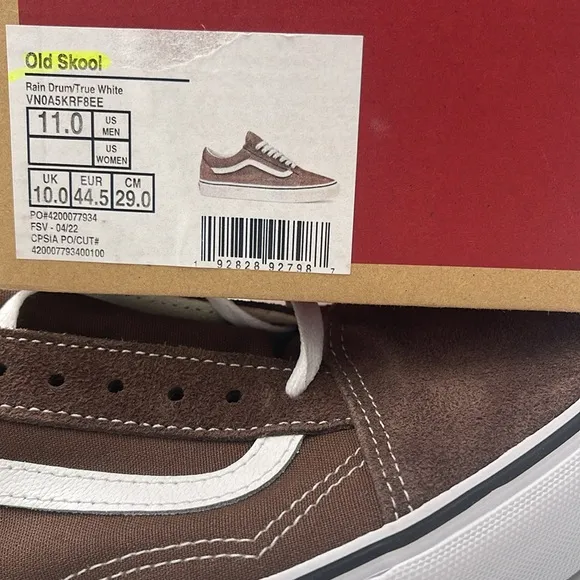 Old Skool
Rain Drum/True White
VN0A5KRF8EE
11.0 US MEN
US WOMEN
UK EUR CM
10.0 44.5 29.0
PO#4200077934
FSV - 04/22
CPSIA PO/CUT#
420007793400100
1 92828 92798 7